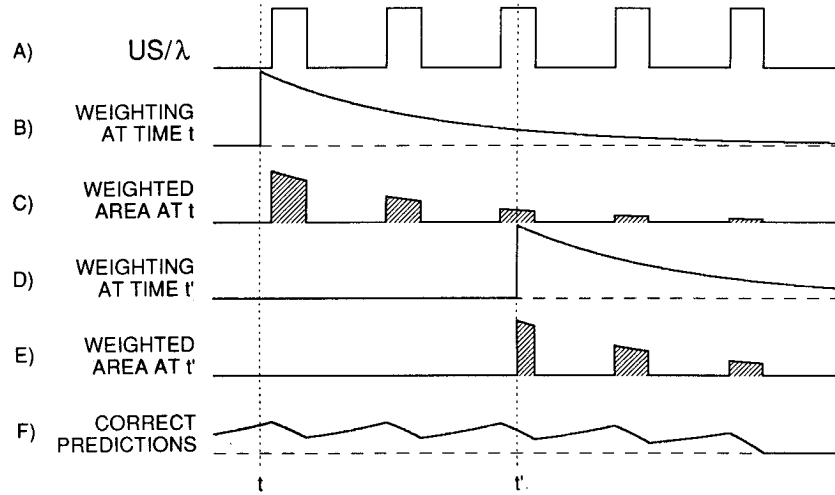 A) US/λ
B) WEIGHTING
AT TIME t
C) WEIGHTED
AREA AT t
D) WEIGHTING
AT TIME t'
E) WEIGHTED
AREA AT t'
F) CORRECT
PREDICTIONS
t t'